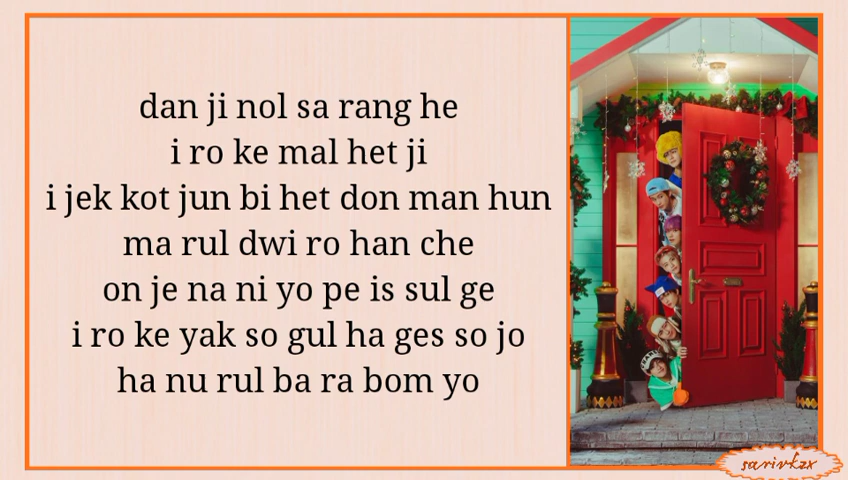 dan ji nol sa rang he
i ro ke mal het ji
i jek kot jun bi het don man hun
ma rul dwi ro han che
on je na ni yo pe is sul ge
i ro ke yak so gul ha ges so jo
ha nu rul ba ra bom yo
sarivkzx